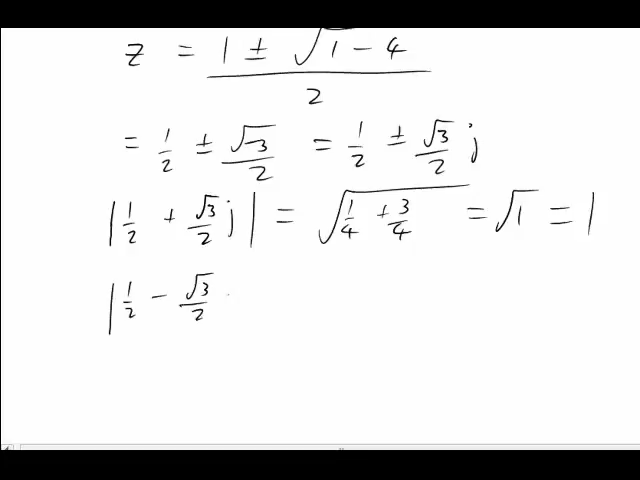 z = (1 ± √(1 - 4)) / 2
= 1/2 ± √-3/2 = 1/2 ± √3/2 j
|1/2 + √3/2 j| = √(1/4 + 3/4) = √1 = 1
|1/2 - √3/2